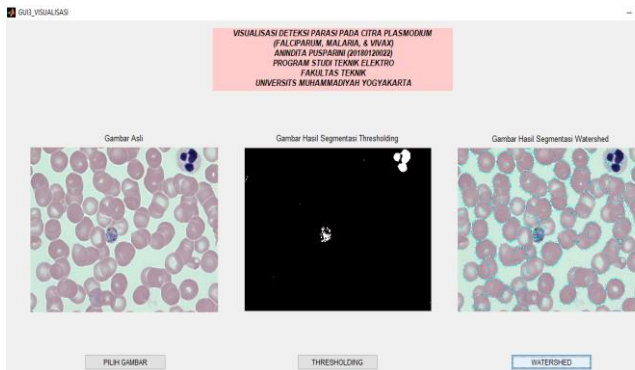 GUI3_VISUALISASI
VISUALISASI DETEKSI PARASI PADA CITRA PLASMODIUM
(FALCIPARUM, MALARIA, & VIVAX)
ANINDITA PUSPARINI (20180120022)
PROGRAM STUDI TEKNIK ELEKTRO
FAKULTAS TEKNIK
UNIVERSITS MUHAMMADIYAH YOGYAKARTA
Gambar Asli
Gambar Hasil Segmentasi Thresholding
Gambar Hasil Segmentasi Watershed
PILIH GAMBAR
THRESHOLDING
WATERSHED